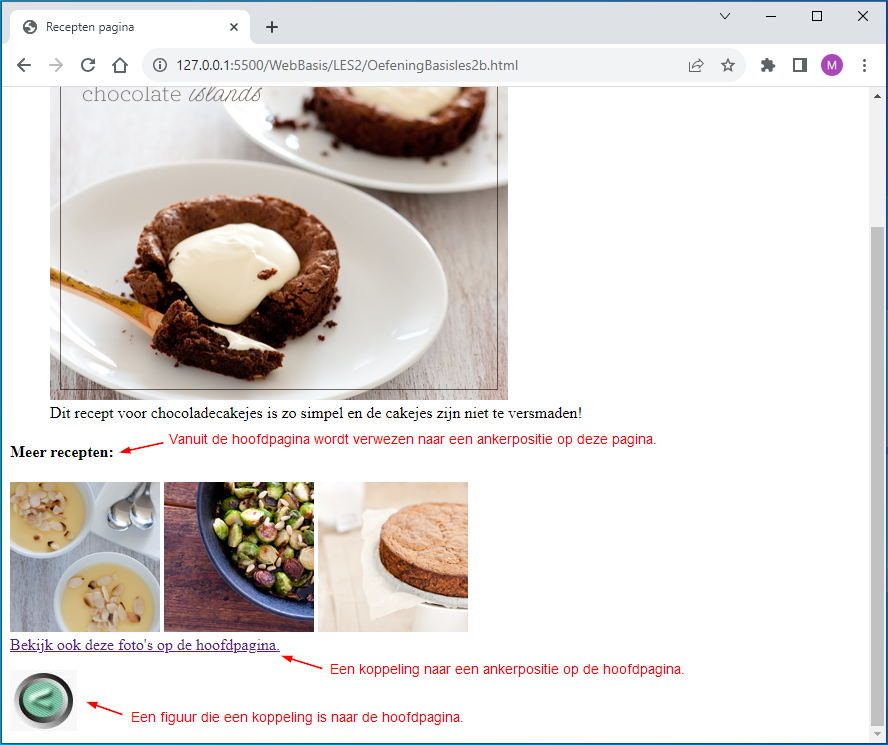 Recepten pagina
127.0.0.1:5500/WebBasis/LES2/OefeningBasisles2b.html
M
chocolate islands
Dit recept voor chocoladecakejes is zo simpel en de cakejes zijn niet te versmaden!
Vanuit de hoofdpagina wordt verwezen naar een ankerpositie op deze pagina.
Meer recepten:
Bekijk ook deze foto's op de hoofdpagina.
Een koppeling naar een ankerpositie op de hoofdpagina.
Een figuur die een koppeling is naar de hoofdpagina.